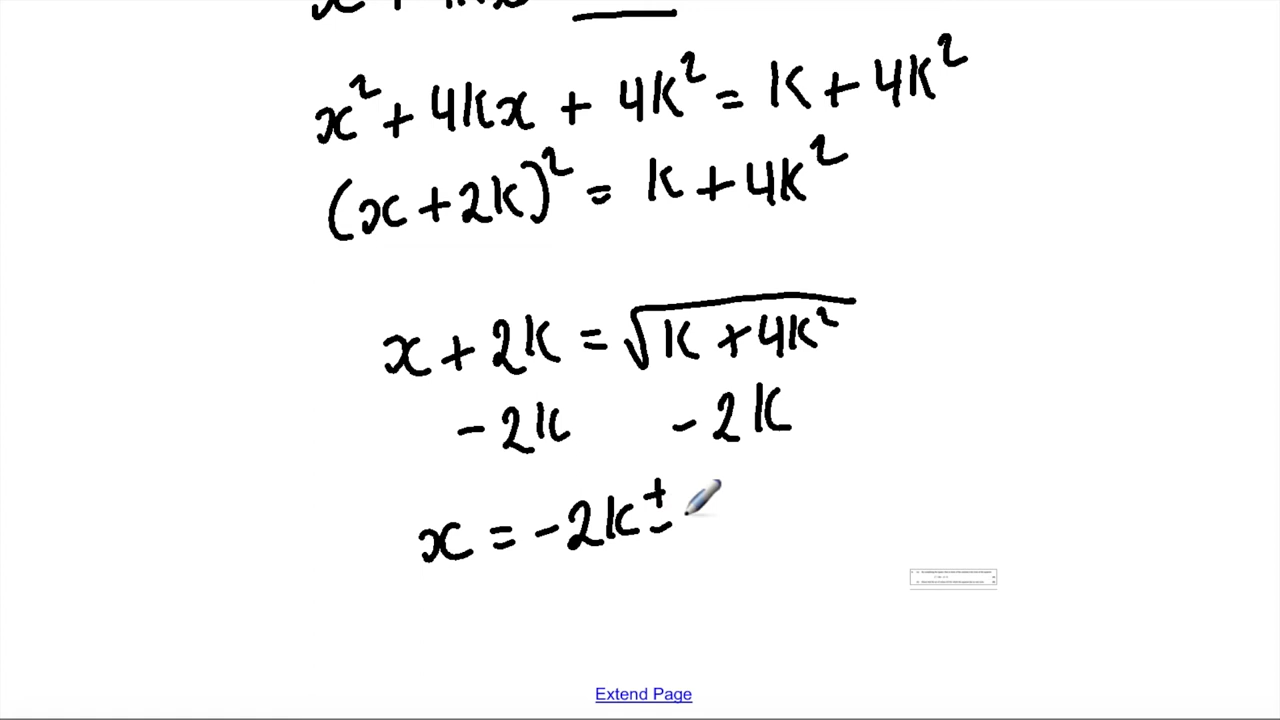 x² + 4kx + 4k² = k + 4k²
(x + 2k)² = k + 4k²
x + 2k = √(k + 4k²)
- 2k - 2k
x = -2k ±
Extend Page